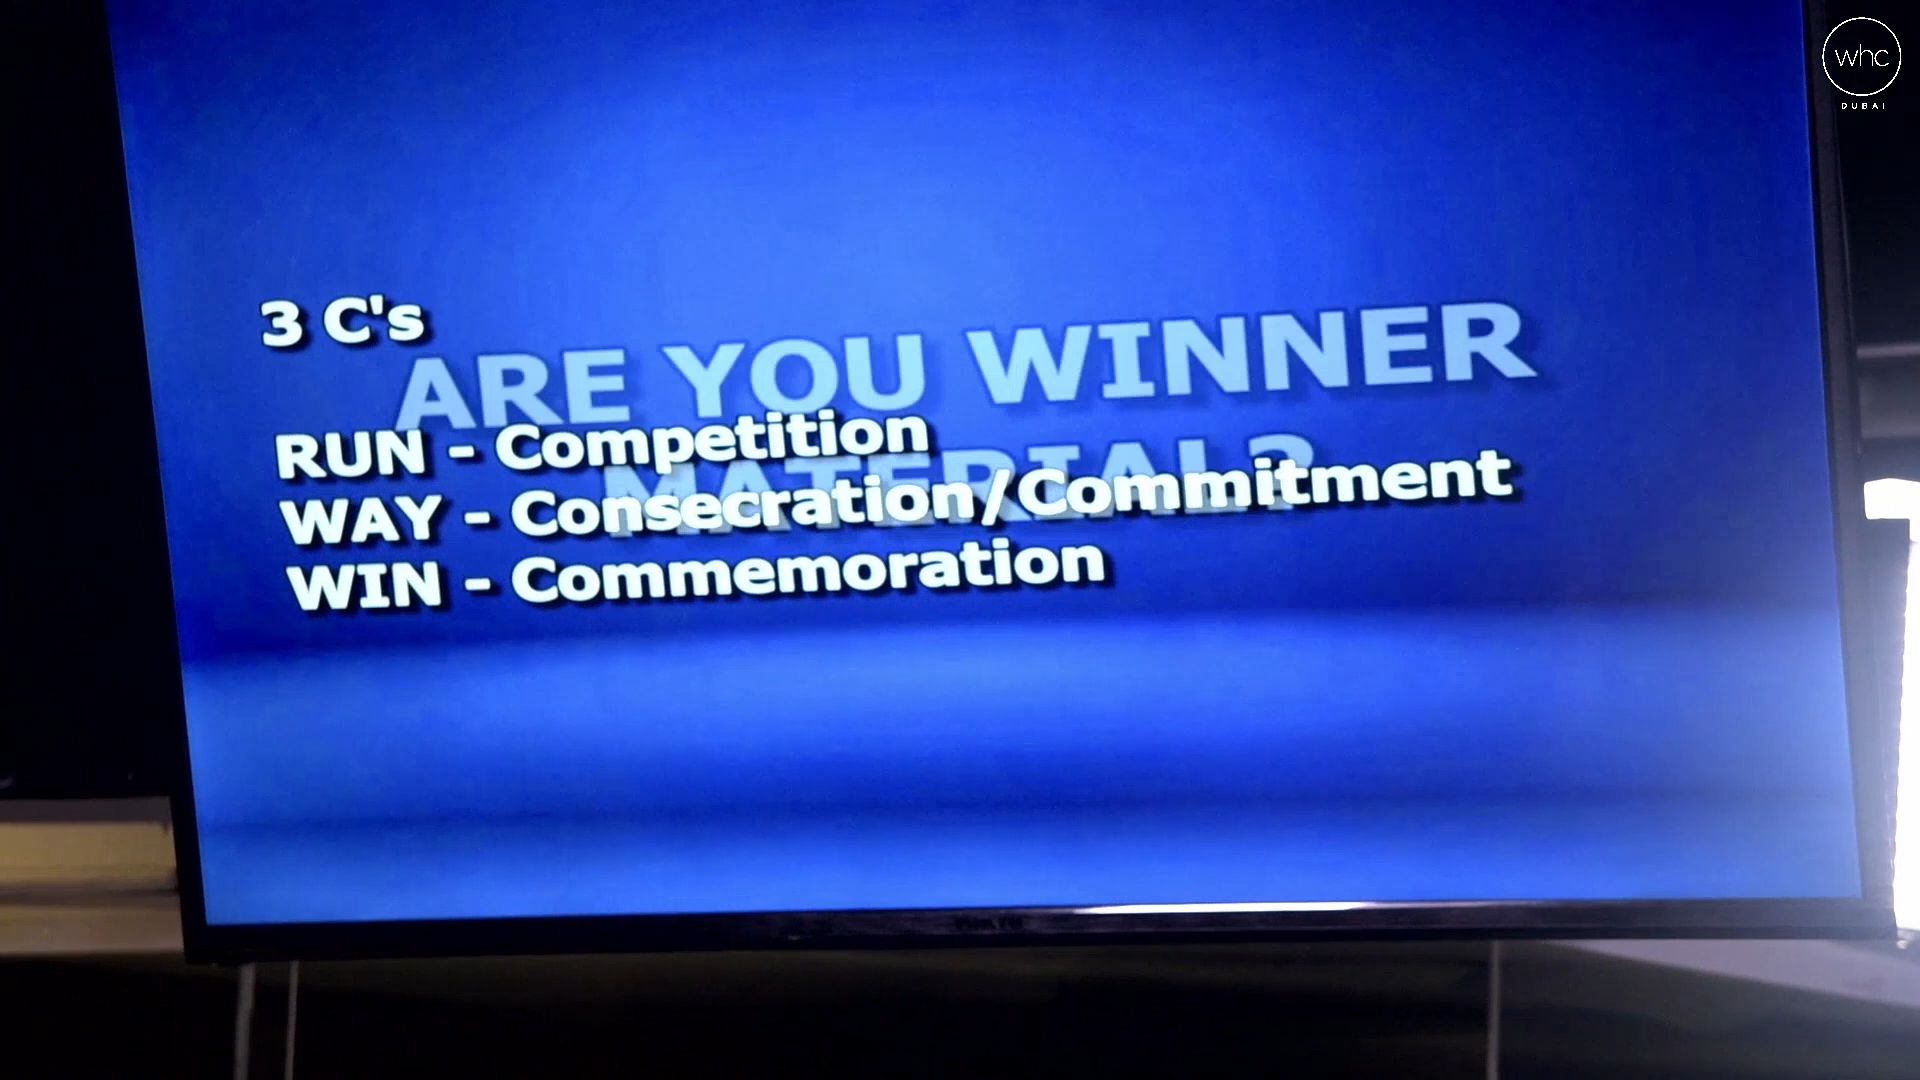 whc
DUBAI
3 C's
ARE YOU WINNER
MATERIAL?
RUN - Competition
WAY - Consecration/Commitment
WIN - Commemoration